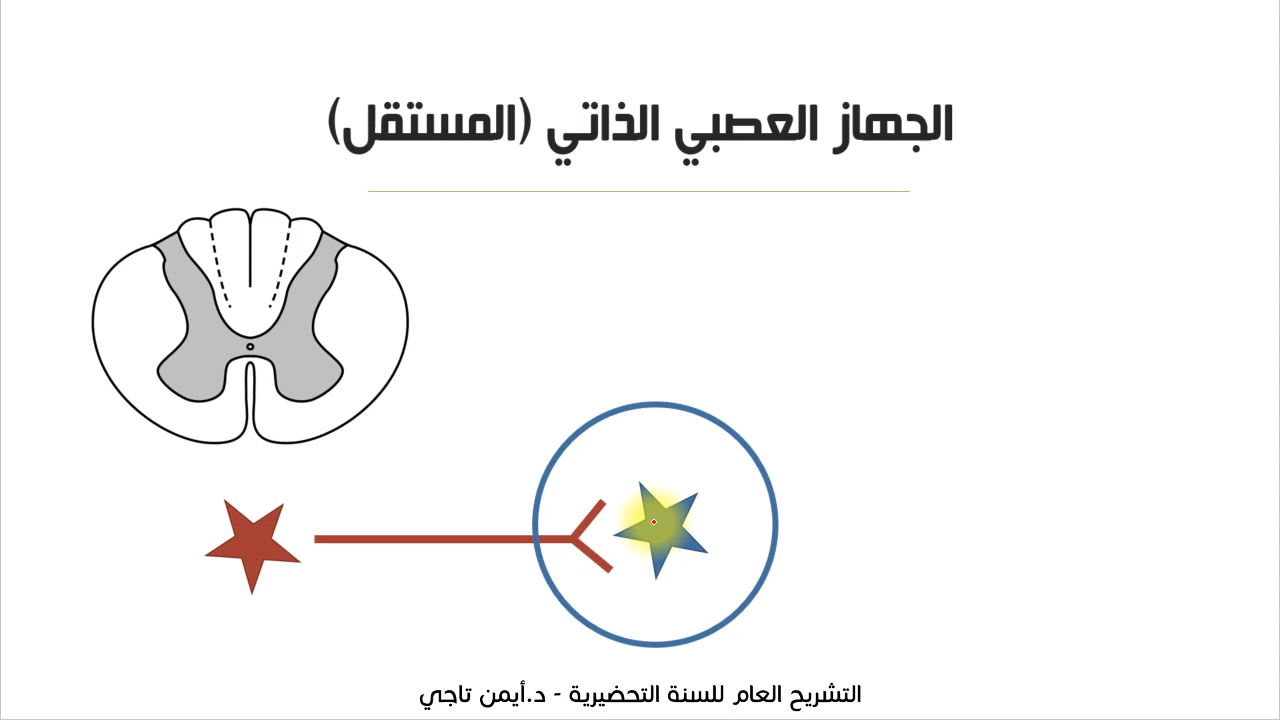 الجهاز العصبي الذاتي (المستقل)
التشريح العام للسنة التحضيرية - د.أيمن تاجي